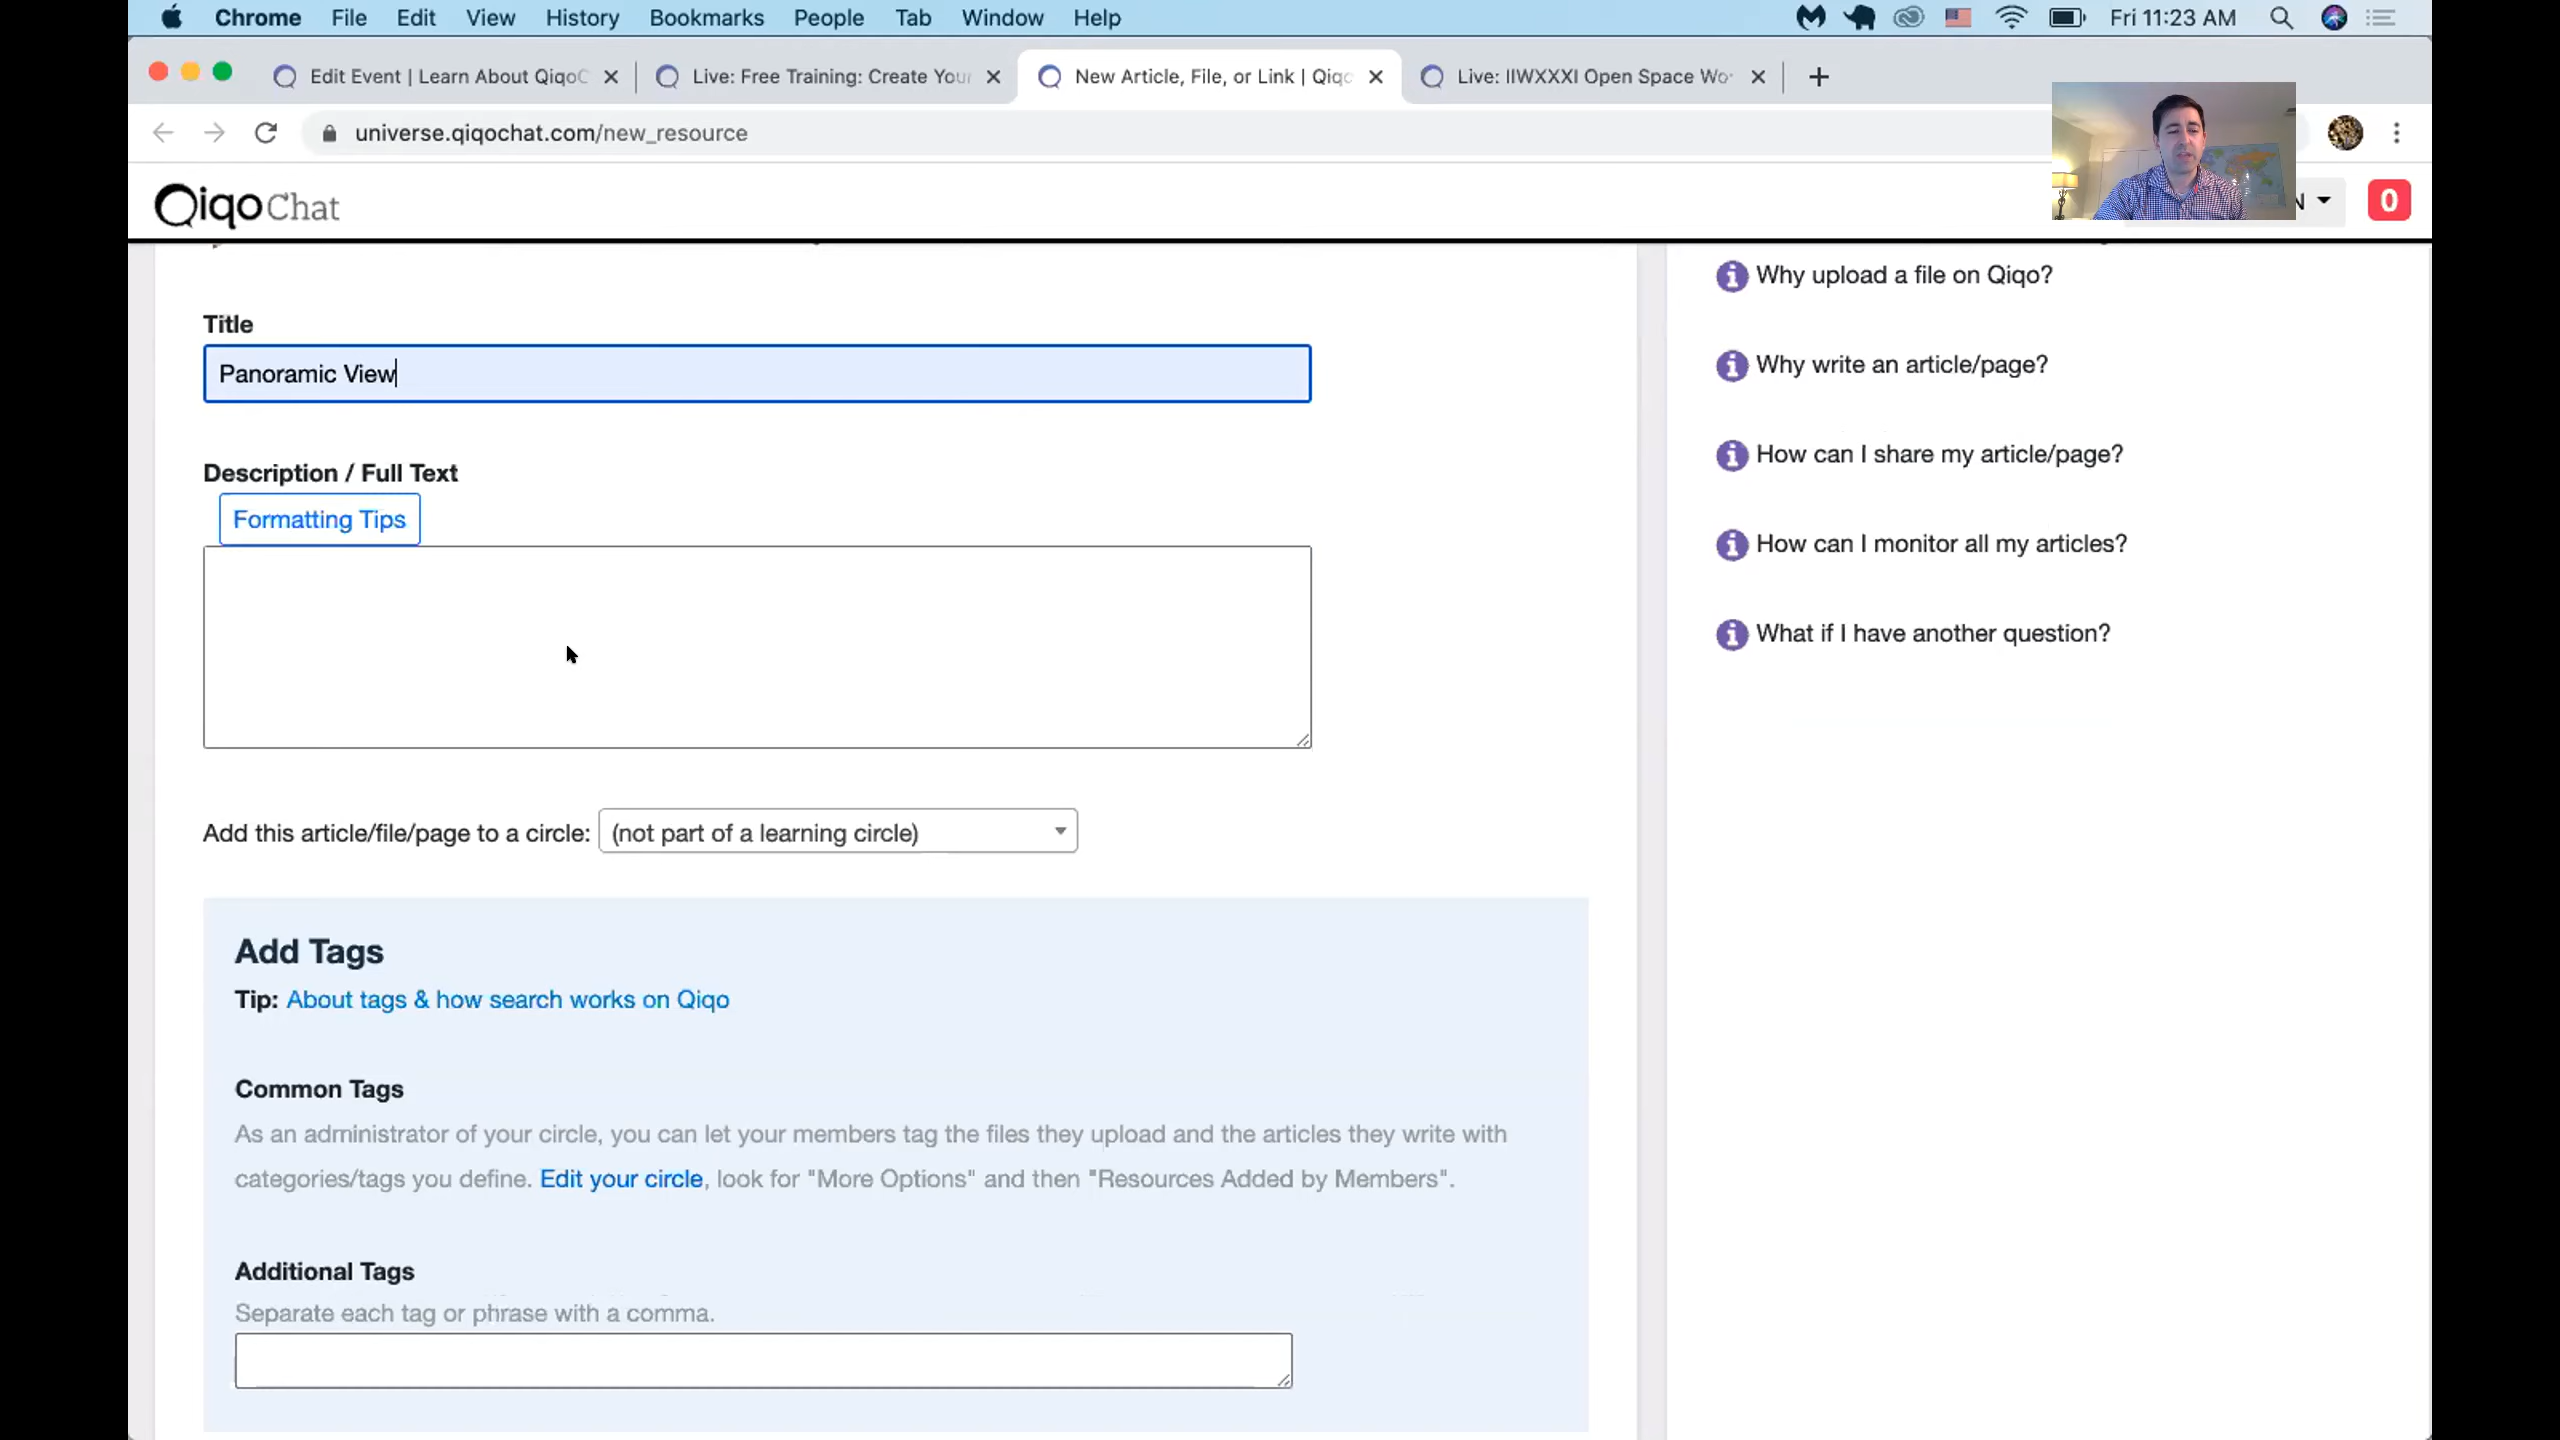 Chrome File Edit View History Bookmarks People Tab Window Help Fri 11:23 AM
Edit Event | Learn About QiqoC
Live: Free Training: Create Your
New Article, File, or Link | Qiqo
Live: IIWXXXI Open Space Wo
universe.qiqochat.com/new_resource
QiqoChat
N
0
Title
Panoramic View
Description / Full Text
Formatting Tips
Add this article/file/page to a circle: (not part of a learning circle)
Add Tags
Tip: About tags & how search works on Qiqo
Common Tags
As an administrator of your circle, you can let your members tag the files they upload and the articles they write with
categories/tags you define. Edit your circle, look for "More Options" and then "Resources Added by Members".
Additional Tags
Separate each tag or phrase with a comma.
Why upload a file on Qiqo?
Why write an article/page?
How can I share my article/page?
How can I monitor all my articles?
What if I have another question?